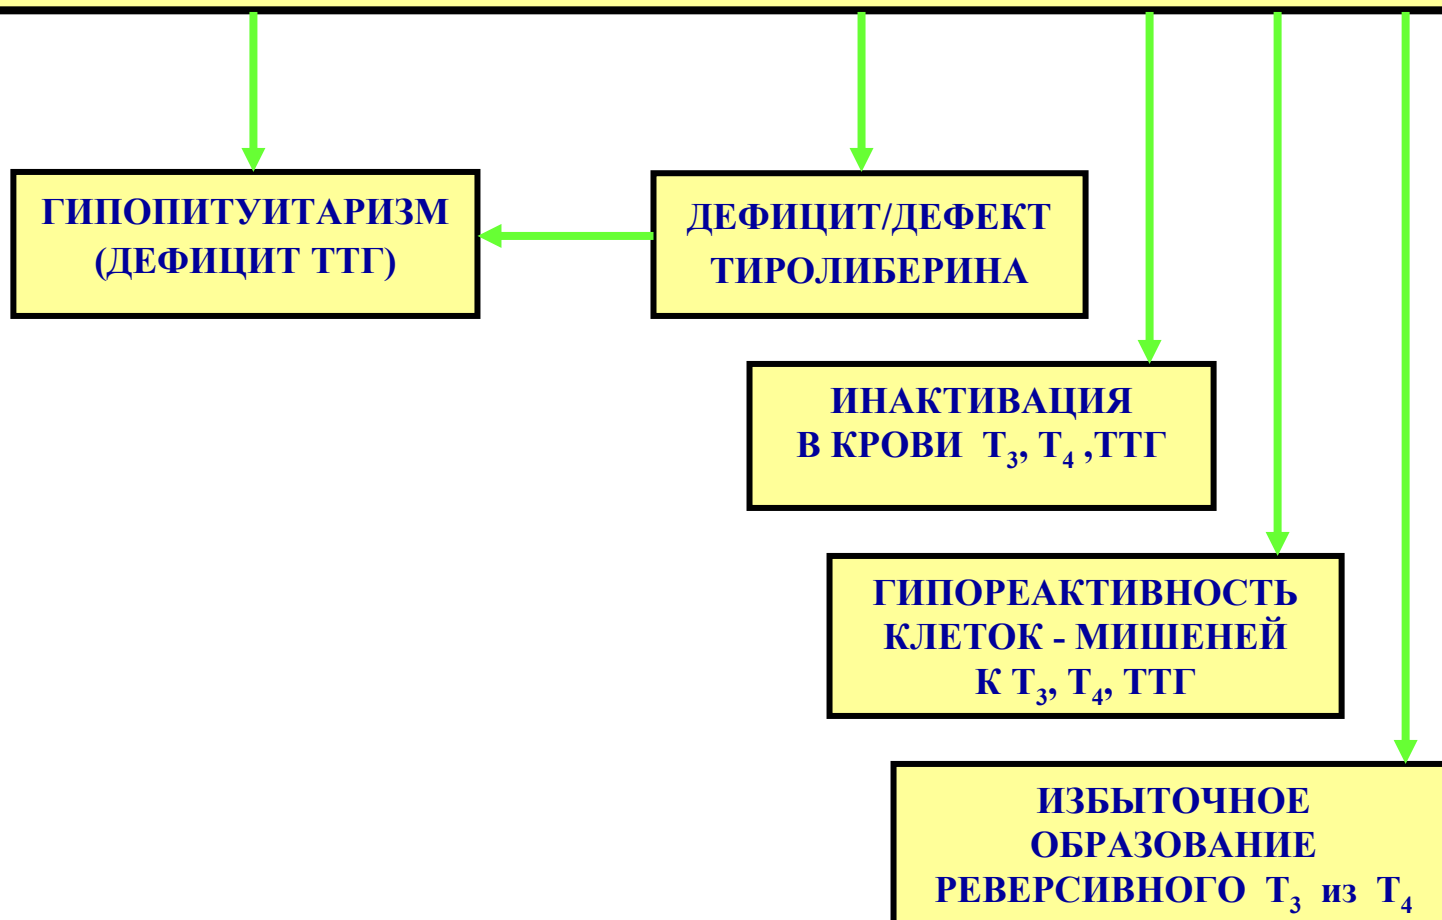 ГИПОПИТУИТАРИЗМ
(ДЕФИЦИТ ТТГ)
ДЕФИЦИТ/ДЕФЕКТ
ТИРОЛИБЕРИНА
ИНАКТИВАЦИЯ
В КРОВИ Т₃, Т₄ ,ТТГ
ГИПОРЕАКТИВНОСТЬ
КЛЕТОК - МИШЕНЕЙ
К Т₃, Т₄, ТТГ
ИЗБЫТОЧНОЕ
ОБРАЗОВАНИЕ
РЕВЕРСИВНОГО Т₃ из Т₄